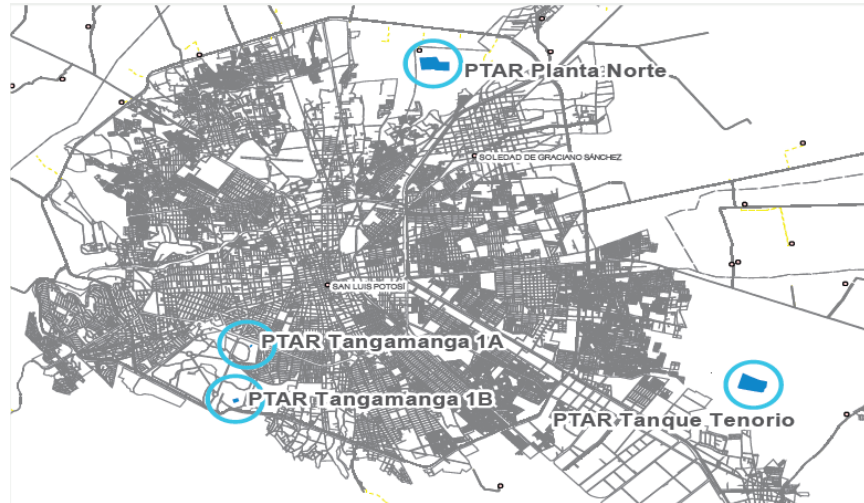 PTAR Planta Norte
SOLEDAD DE GRACIANO SÁNCHEZ
SAN LUIS POTOSÍ
PTAR Tangamanga 1A
PTAR Tangamanga 1B
PTAR Tanque Tenorio